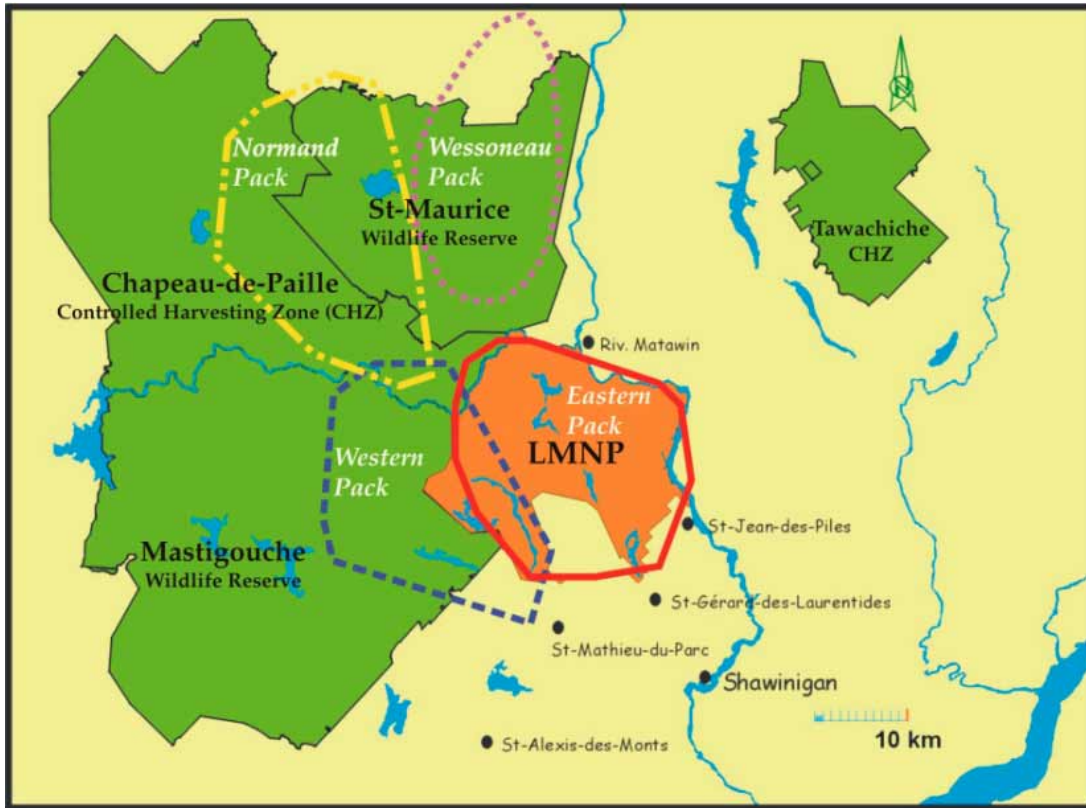 N
Normand
Pack
Wessoneau
Pack
St-Maurice
Wildlife Reserve
Tawachiche
CHZ
Chapeau-de-Paille
Controlled Harvesting Zone (CHZ)
Riv. Matawin
Eastern
Pack
LMNP
Western
Pack
St-Jean-des-Piles
Mastigouche
Wildlife Reserve
St-Gérard-des-Laurentides
St-Mathieu-du-Parc
Shawinigan
10 km
St-Alexis-des-Monts